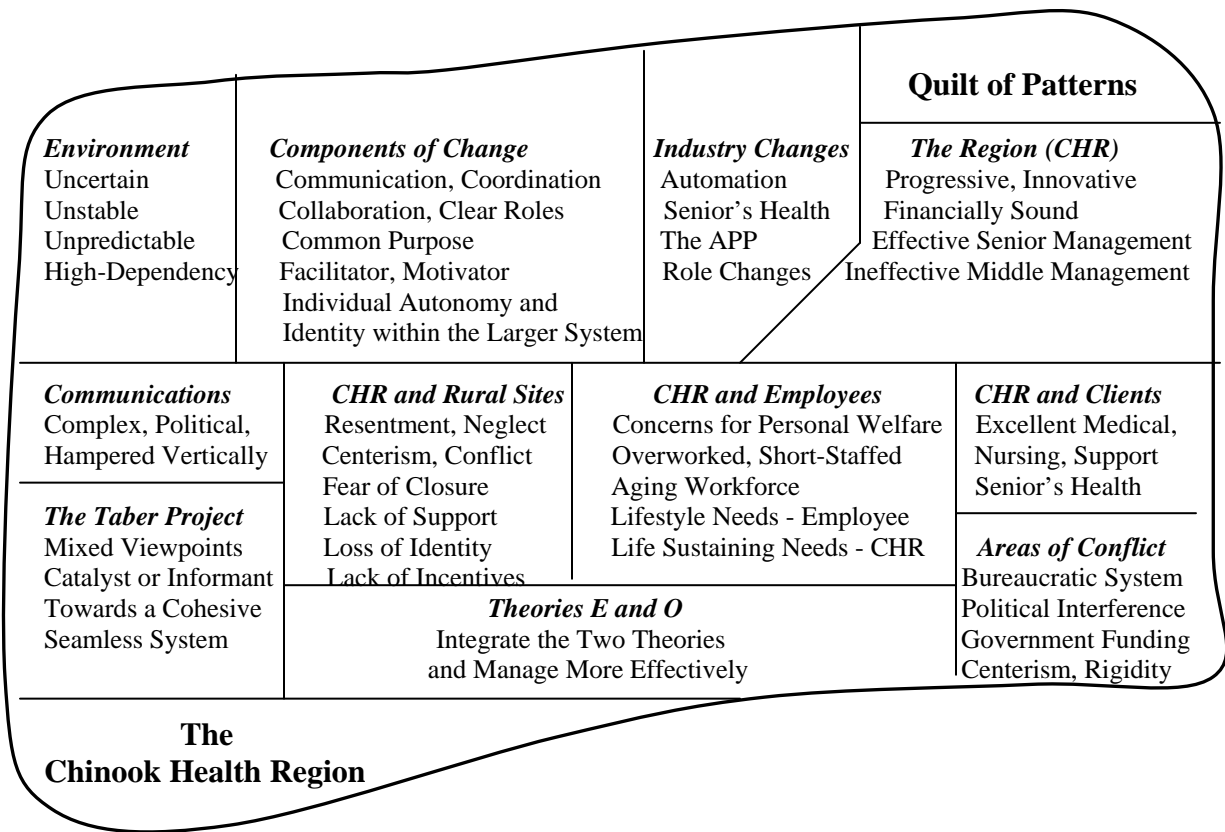 Quilt of Patterns
Environment
Uncertain
Unstable
Unpredictable
High-Dependency
Components of Change
Communication, Coordination
Collaboration, Clear Roles
Common Purpose
Facilitator, Motivator
Individual Autonomy and
Identity within the Larger System
Industry Changes
Automation
Senior's Health
The APP
Role Changes
The Region (CHR)
Progressive, Innovative
Financially Sound
Effective Senior Management
Ineffective Middle Management
Communications
Complex, Political,
Hampered Vertically
The Taber Project
Mixed Viewpoints
Catalyst or Informant
Towards a Cohesive
Seamless System
CHR and Rural Sites
Resentment, Neglect
Centerism, Conflict
Fear of Closure
Lack of Support
Loss of Identity
Lack of Incentives
CHR and Employees
Concerns for Personal Welfare
Overworked, Short-Staffed
Aging Workforce
Lifestyle Needs - Employee
Life Sustaining Needs - CHR
CHR and Clients
Excellent Medical,
Nursing, Support
Senior's Health
Areas of Conflict
Bureaucratic System
Political Interference
Government Funding
Centerism, Rigidity
Theories E and O
Integrate the Two Theories
and Manage More Effectively
The
Chinook Health Region